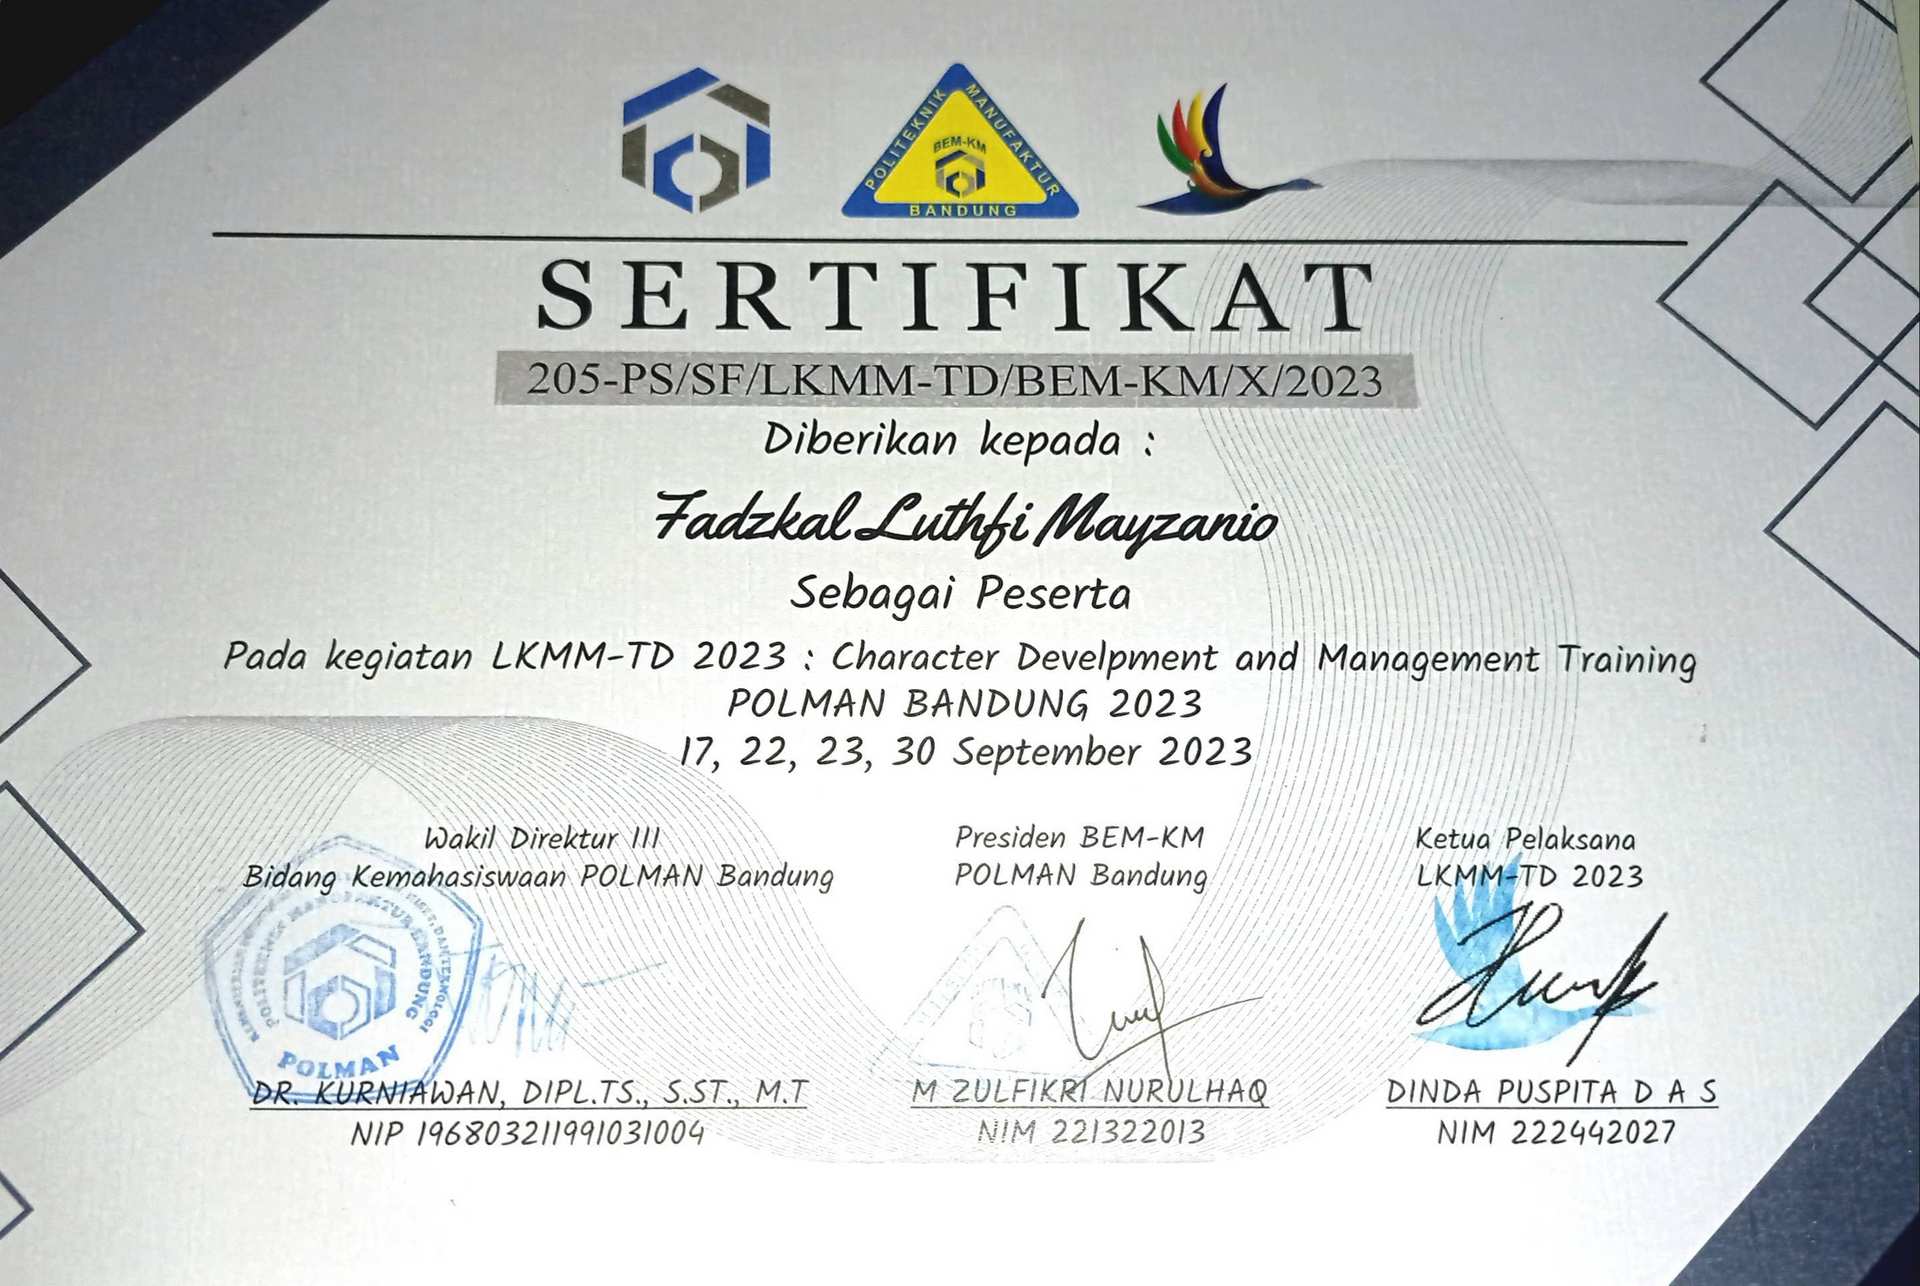 POLITEKNIK MANUFAKTUR
BEM-KM
BANDUNG
SERTIFIKAT
205-PS/SF/LKMM-TD/BEM-KM/X/2023
Diberikan kepada :
Fadzkal Luthfi Mayzanio
Sebagai Peserta
Pada kegiatan LKMM-TD 2023 : Character Develpment and Management Training
POLMAN BANDUNG 2023
17, 22, 23, 30 September 2023
Wakil Direktur III
Bidang Kemahasiswaan POLMAN Bandung
POLITEKNIK MANUFAKTUR BANDUNG
POLMAN
DR. KURNIAWAN, DIPL.TS., S.ST., M.T
NIP 196803211991031004
Presiden BEM-KM
POLMAN Bandung
M ZULFIKRI NURULHAQ
NIM 221322013
Ketua Pelaksana
LKMM-TD 2023
DINDA PUSPITA D A S
NIM 222442027